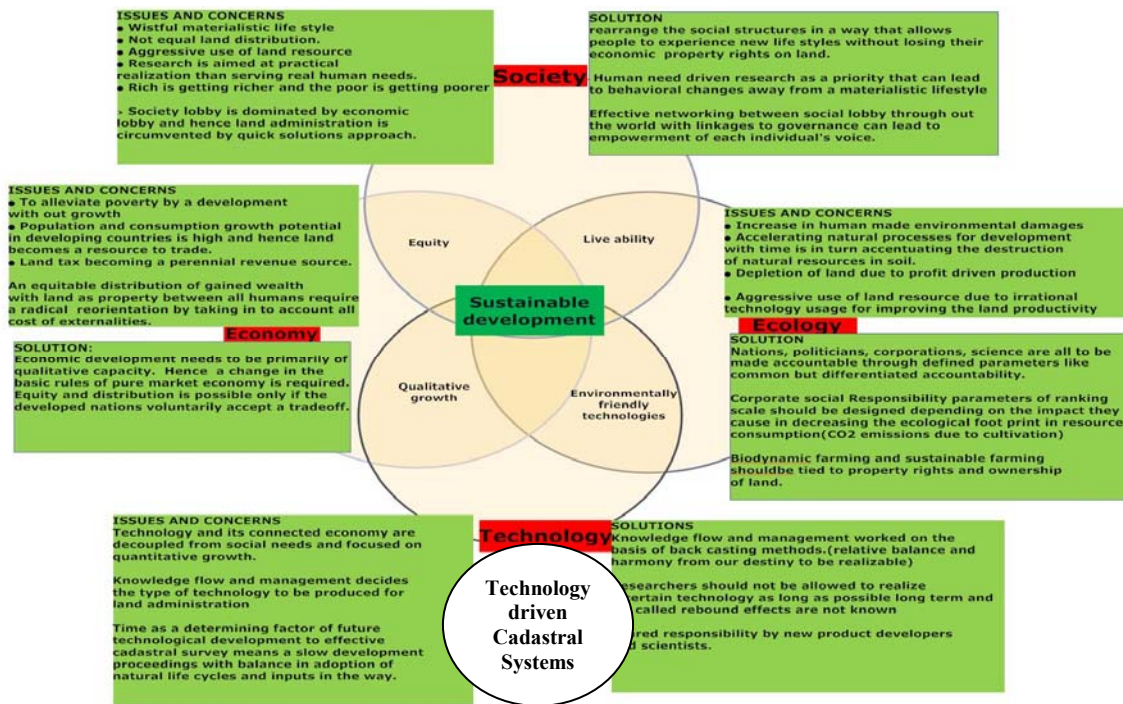 ISSUES AND CONCERNS
● Wistful materialistic life style
● Not equal land distribution.
● Aggressive use of land resource
● Research is aimed at practical
realization than serving real human needs.
● Rich is getting richer and the poor is getting poorer
> Society lobby is dominated by economic
lobby and hence land administration is
circumvented by quick solutions approach.
Society
SOLUTION
rearrange the social structures in a way that allows
people to experience new life styles without losing their
economic property rights on land.
Human need driven research as a priority that can lead
to behavioral changes away from a materialistic lifestyle
Effective networking between social lobby through out
the world with linkages to governance can lead to
empowerment of each individual's voice.
ISSUES AND CONCERNS
● To alleviate poverty by a development
with out growth
● Population and consumption growth potential
in developing countries is high and hence land
becomes a resource to trade.
● Land tax becoming a perennial revenue source.
An equitable distribution of gained wealth
with land as property between all humans require
a radical reorientation by taking in to account all
cost of externalities.
Economy
SOLUTION:
Economic development needs to be primarily of
qualitative capacity. Hence a change in the
basic rules of pure market economy is required.
Equity and distribution is possible only if the
developed nations voluntarily accept a tradeoff.
Equity
Live ability
Sustainable
development
Qualitative
growth
Environmentally
friendly
technologies
ISSUES AND CONCERNS
● Increase in human made environmental damages
● Accelerating natural processes for development
with time is in turn accentuating the destruction
of natural resources in soil.
● Depletion of land due to profit driven production
● Aggressive use of land resource due to irrational
technology usage for improving the land productivity
Ecology
SOLUTION
Nations, politicians, corporations, science are all to be
made accountable through defined parameters like
common but differentiated accountability.
Corporate social Responsibility parameters of ranking
scale should be designed depending on the impact they
cause in decreasing the ecological foot print in resource
consumption(CO2 emissions due to cultivation)
Biodynamic farming and sustainable farming
shouldbe tied to property rights and ownership
of land.
ISSUES AND CONCERNS
Technology and its connected economy are
decoupled from social needs and focused on
quantitative growth.
Knowledge flow and management decides
the type of technology to be produced for
land administration
Time as a determining factor of future
technological development to effective
cadastral survey means a slow development
proceedings with balance in adoption of
natural life cycles and inputs in the way.
Technology
Technology
driven
Cadastral
Systems
SOLUTIONS
Knowledge flow and management worked on the
basis of back casting methods.(relative balance and
harmony from our destiny to be realizable)
esearchers should not be allowed to realize
ertain technology as long as possible long term and
called rebound effects are not known
red responsibility by new product developers
scientists.